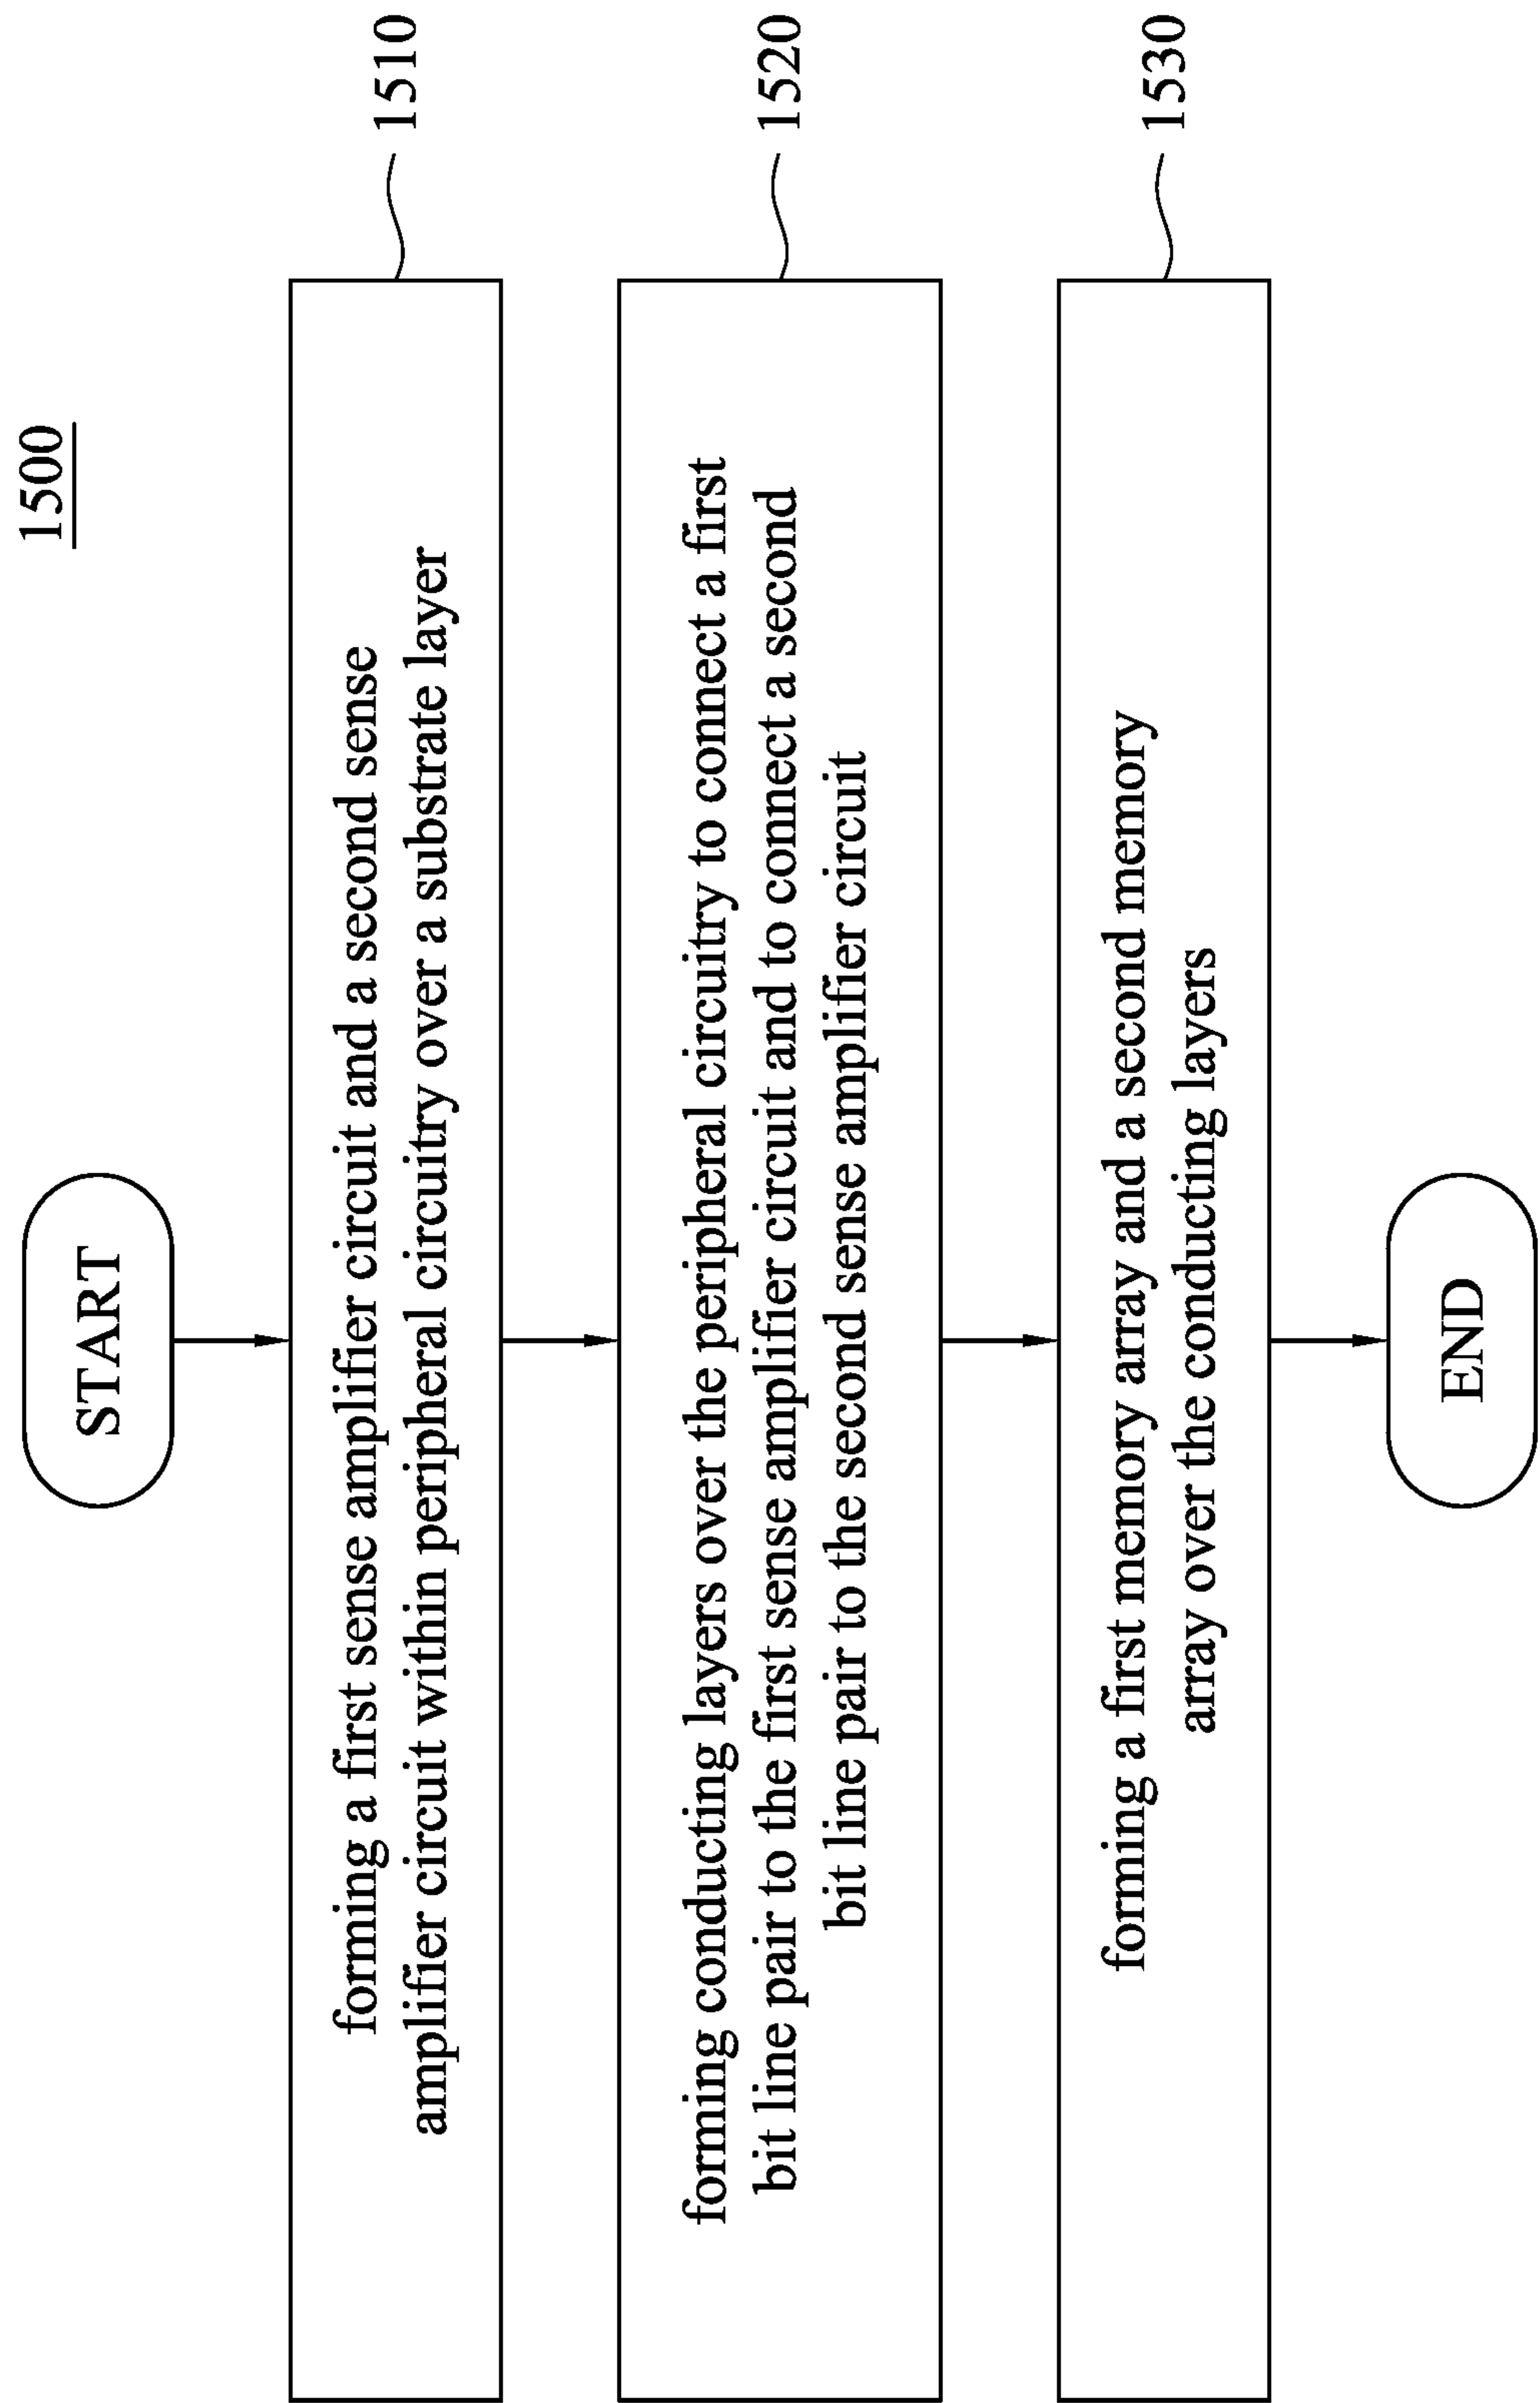 1500
START
forming a first sense amplifier circuit and a second sense
amplifier circuit within peripheral circuitry over a substrate layer
1510
forming conducting layers over the peripheral circuitry to connect a first
bit line pair to the first sense amplifier circuit and to connect a second
bit line pair to the second sense amplifier circuit
1520
forming a first memory array and a second memory
array over the conducting layers
1530
END